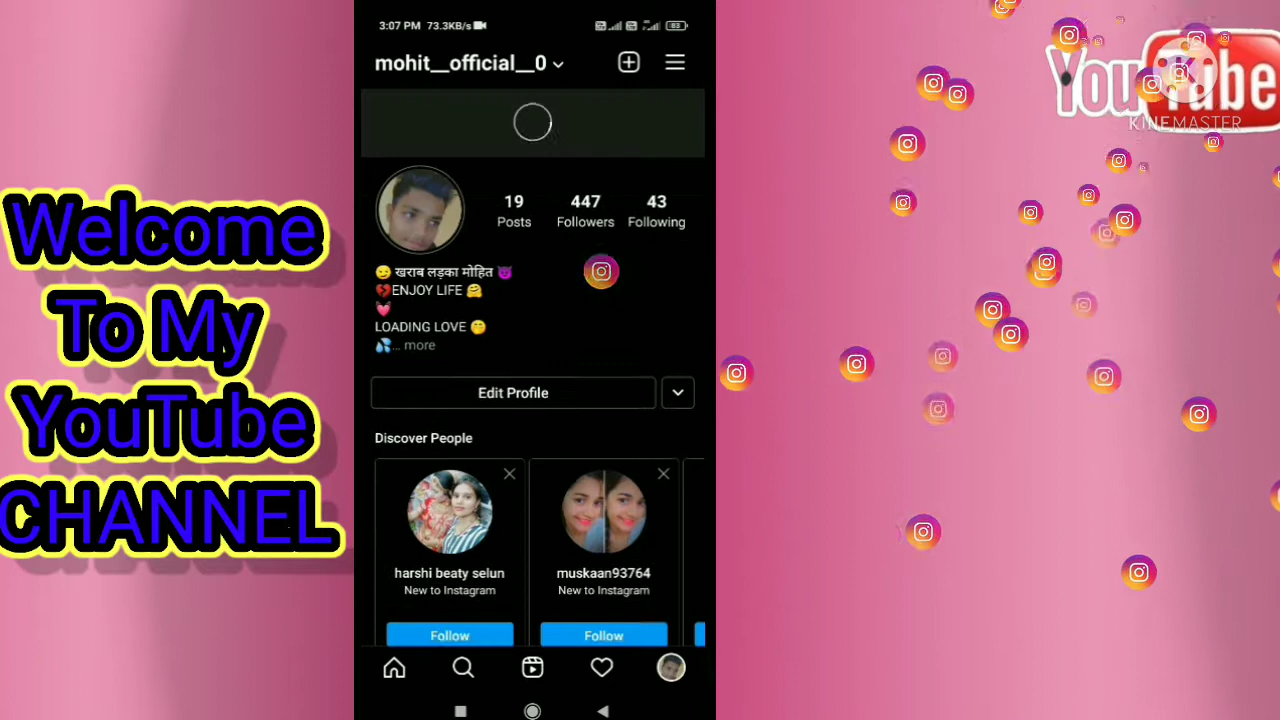 3:07 PM 73.3KB/s
83
mohit__official__0
19
Posts
447
Followers
43
Following
😏 खराब लड़का मोहित 😈
💔ENJOY LIFE 🤗
💓
LOADING LOVE 🤭
💦... more
Edit Profile
Discover People
harshi beaty selun
New to Instagram
Follow
muskaan93764
New to Instagram
Follow
Welcome
To My
YouTube
CHANNEL
YouTube
KINEMASTER